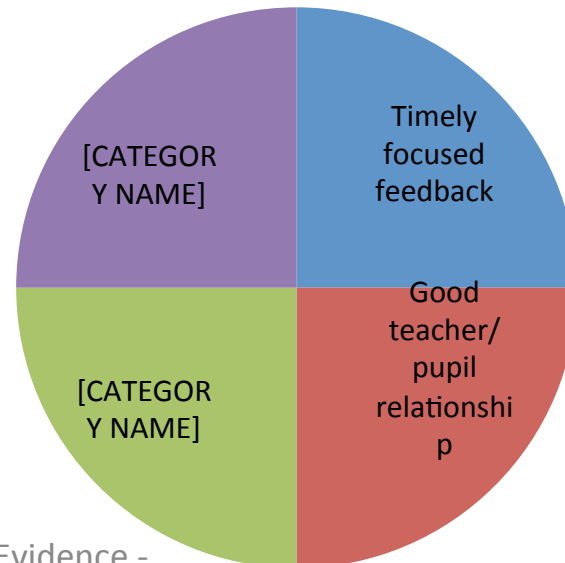 [CATEGOR
Y NAME]
Timely
focused
feedback
Good
teacher/
pupil
relationshi
p
[CATEGOR
Y NAME]
Evidence -